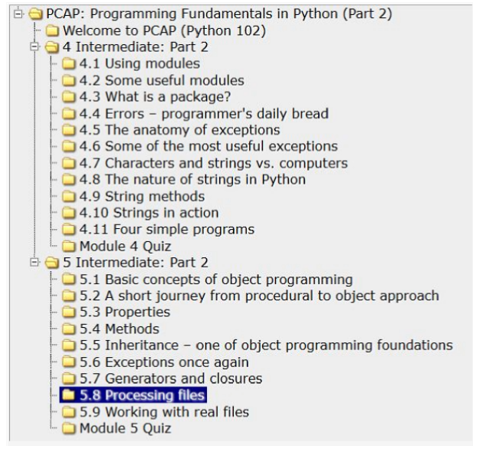 PCAP: Programming Fundamentals in Python (Part 2)
Welcome to PCAP (Python 102)
4 Intermediate: Part 2
4.1 Using modules
4.2 Some useful modules
4.3 What is a package?
4.4 Errors – programmer's daily bread
4.5 The anatomy of exceptions
4.6 Some of the most useful exceptions
4.7 Characters and strings vs. computers
4.8 The nature of strings in Python
4.9 String methods
4.10 Strings in action
4.11 Four simple programs
Module 4 Quiz
5 Intermediate: Part 2
5.1 Basic concepts of object programming
5.2 A short journey from procedural to object approach
5.3 Properties
5.4 Methods
5.5 Inheritance – one of object programming foundations
5.6 Exceptions once again
5.7 Generators and closures
5.8 Processing files
5.9 Working with real files
Module 5 Quiz